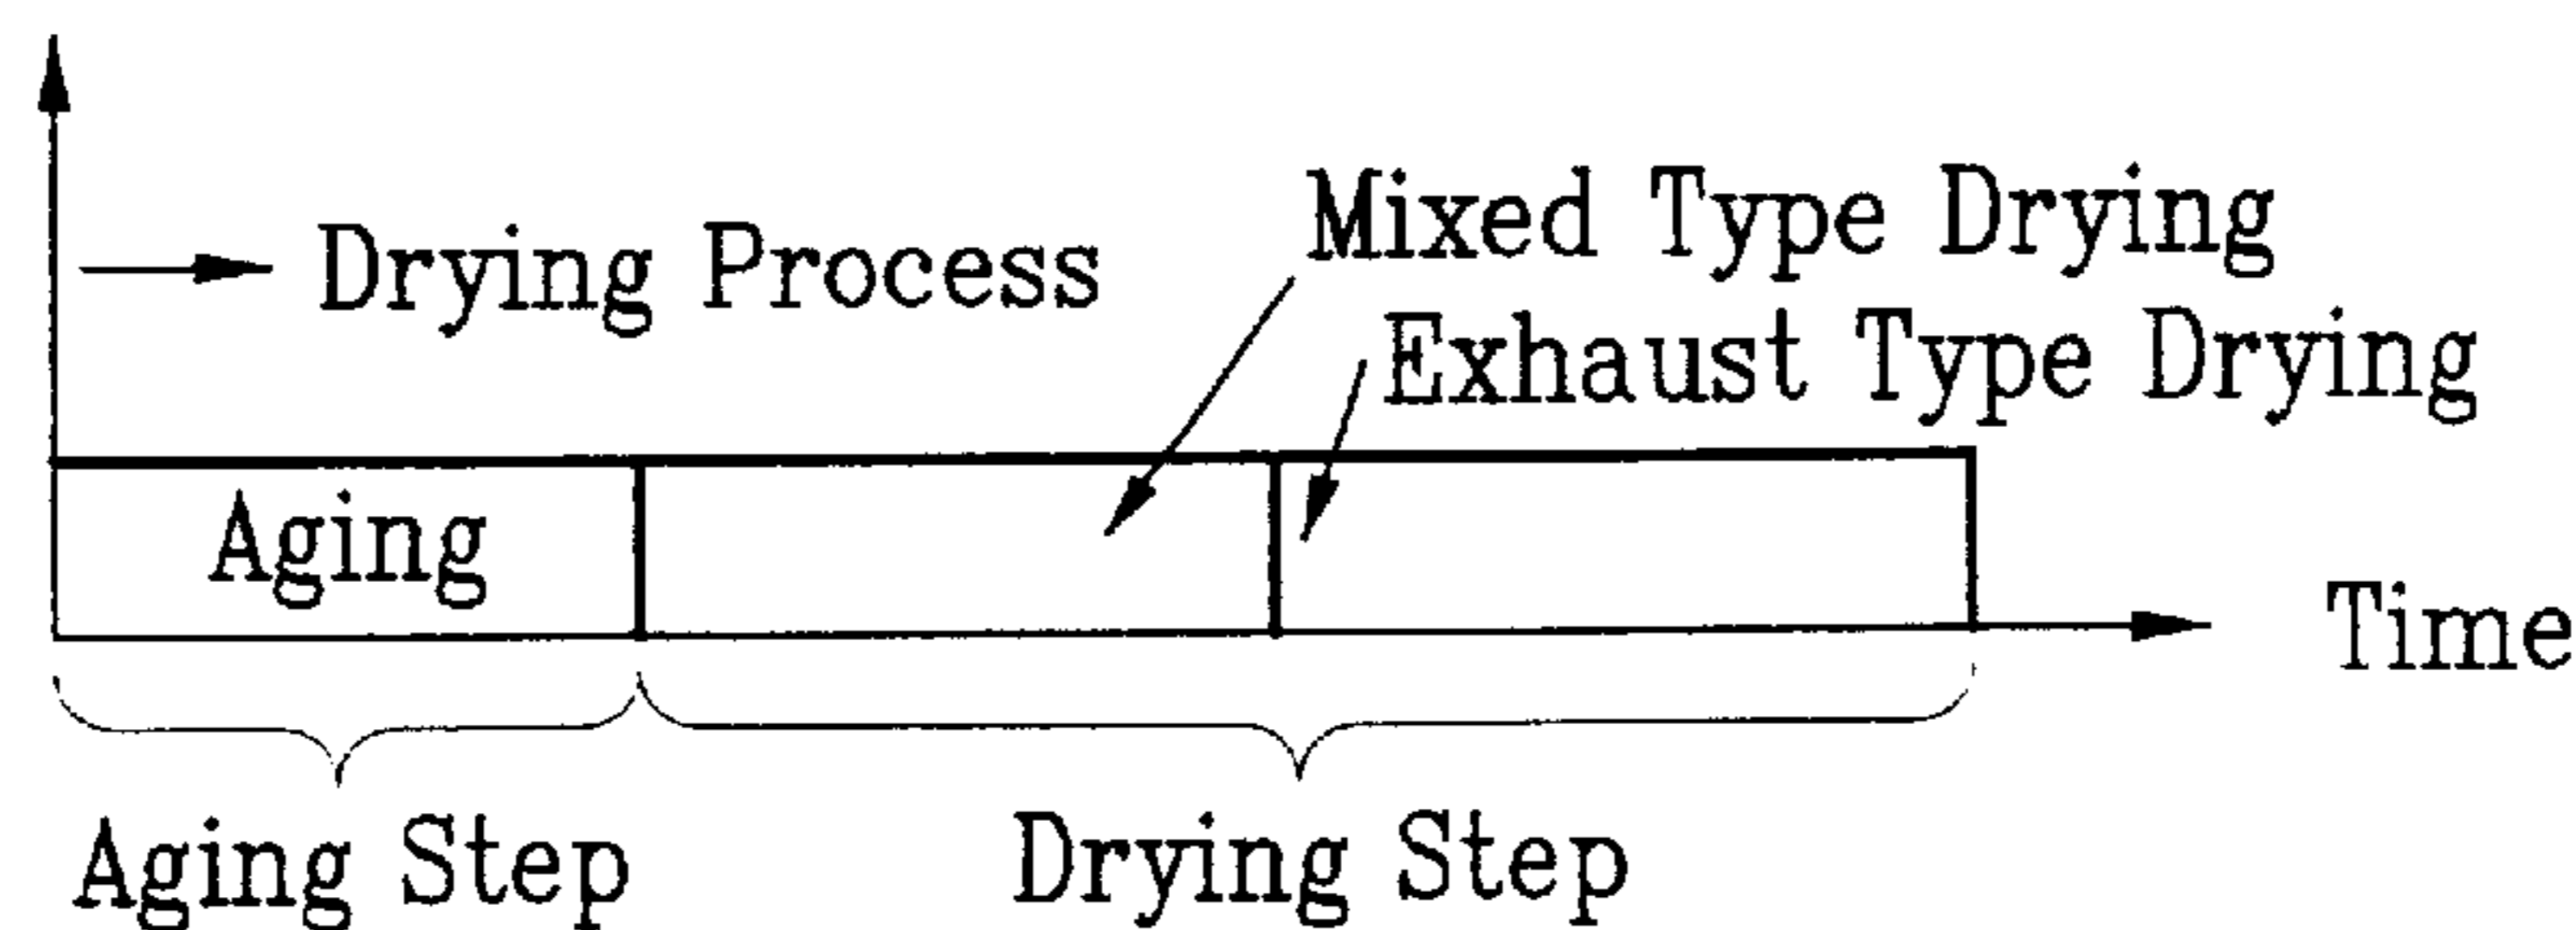 Mixed Type Drying
Drying Process
Exhaust Type Drying
Aging
Time
Aging Step
Drying Step